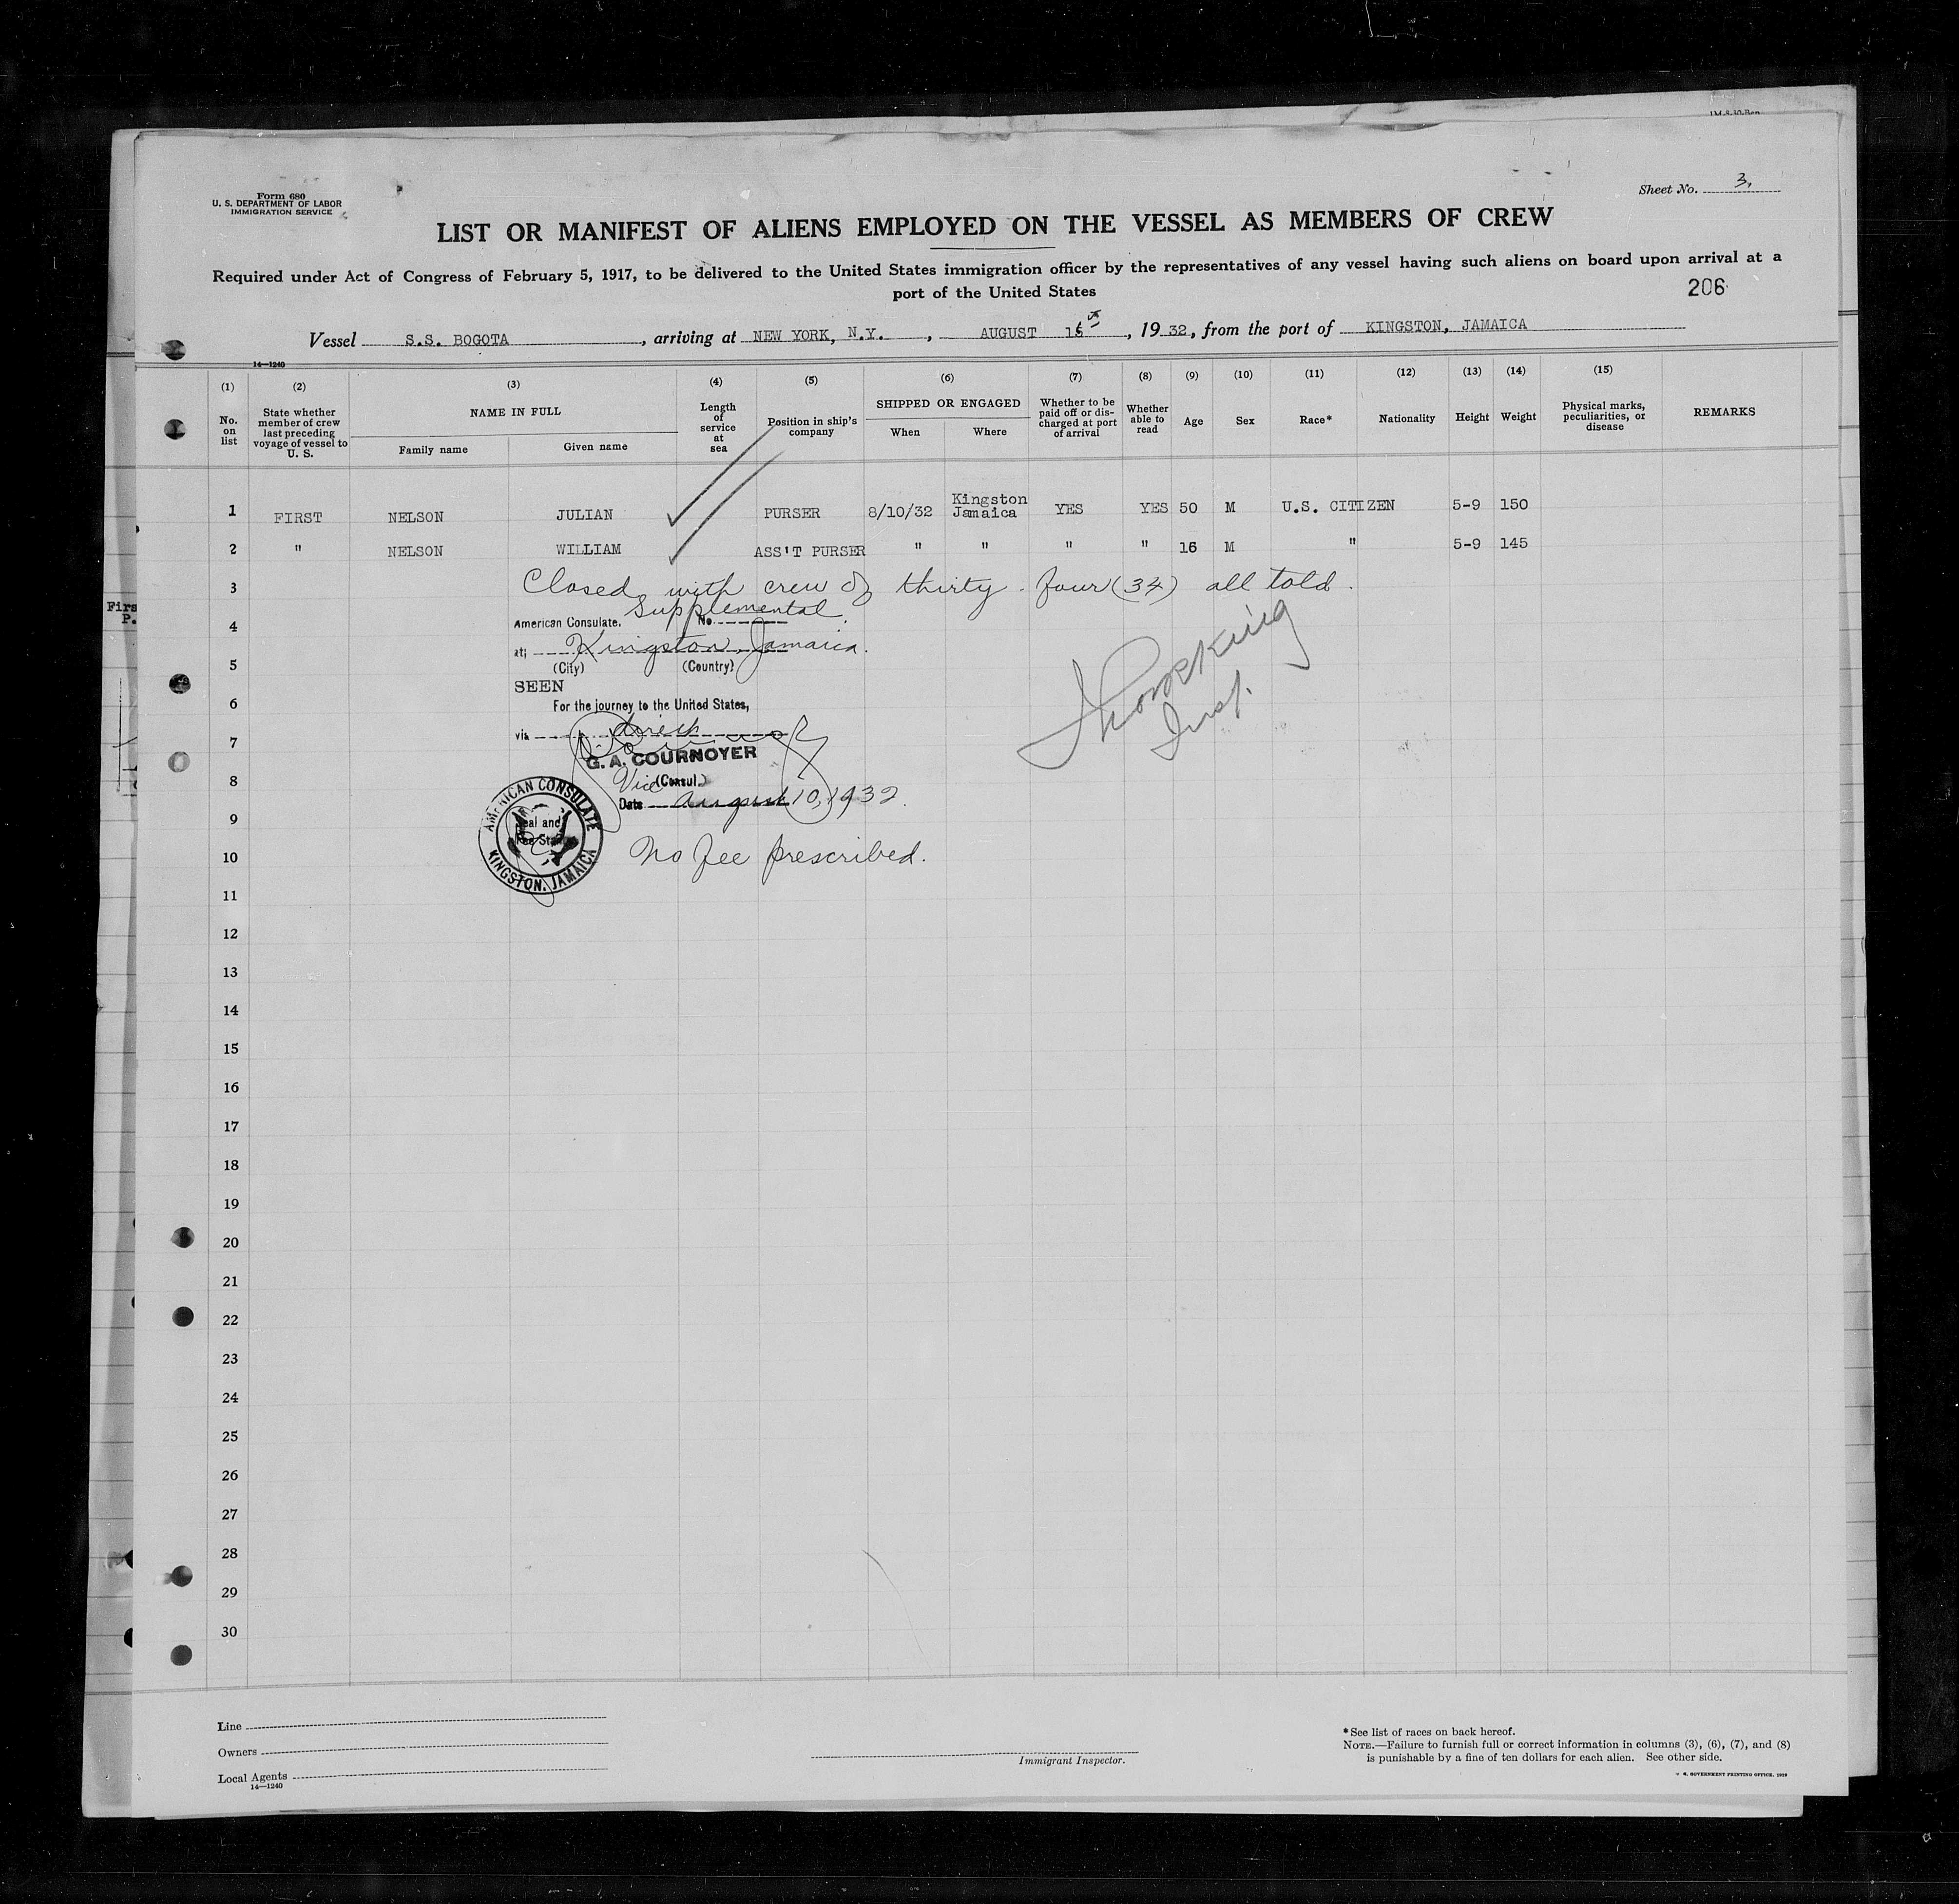 Form 680
U. S. DEPARTMENT OF LABOR
IMMIGRATION SERVICE
Sheet No. 3.
LIST OR MANIFEST OF ALIENS EMPLOYED ON THE VESSEL AS MEMBERS OF CREW
Required under Act of Congress of February 5, 1917, to be delivered to the United States immigration officer by the representatives of any vessel having such aliens on board upon arrival at a
port of the United States
206
Vessel S.S. BOGOTA, arriving at NEW YORK, N.Y., AUGUST , 1932, from the port of KINGSTON, JAMAICA
14—1240
(1) (2) (3) (4) (5) (6) (7) (8) (9) (10) (11) (12) (13) (14) (15)
No. on list
State whether member of crew last preceding voyage of vessel to U. S.
NAME IN FULL
Family name
Given name
Length of service at sea
Position in ship's company
SHIPPED OR ENGAGED
When
Where
Whether to be paid off or discharged at port of arrival
Whether able to read
Age
Sex
Race*
Nationality
Height
Weight
Physical marks, peculiarities, or disease
REMARKS
1 FIRST NELSON JULIAN PURSER 8/10/32 Kingston Jamaica YES YES 50 M U.S. CITIZEN 5-9 150
2 " NELSON WILLIAM ASS'T PURSER " " " " 16 M " 5-9 145
3 Closed with crew of thirty-four (34) all told.
Supplemental
4 American Consulate, No.
at; Kingston, Jamaica.
5 (City) (Country)
SEEN
6 For the journey to the United States,
via direct
7
G. A. COURNOYER
8 Vice (Consul.)
Date August 10, 1932.
AMERICAN CONSULATE
KINGSTON, JAMAICA
Seal and
Fee Stamp
9
10 No fee prescribed.
Insp.
11
12
13
14
15
16
17
18
19
20
21
22
23
24
25
26
27
28
29
30
Line
Owners
Local Agents
14—1240
Immigrant Inspector.
*See list of races on back hereof.
NOTE.—Failure to furnish full or correct information in columns (3), (6), (7), and (8)
is punishable by a fine of ten dollars for each alien. See other side.
Firs
P.